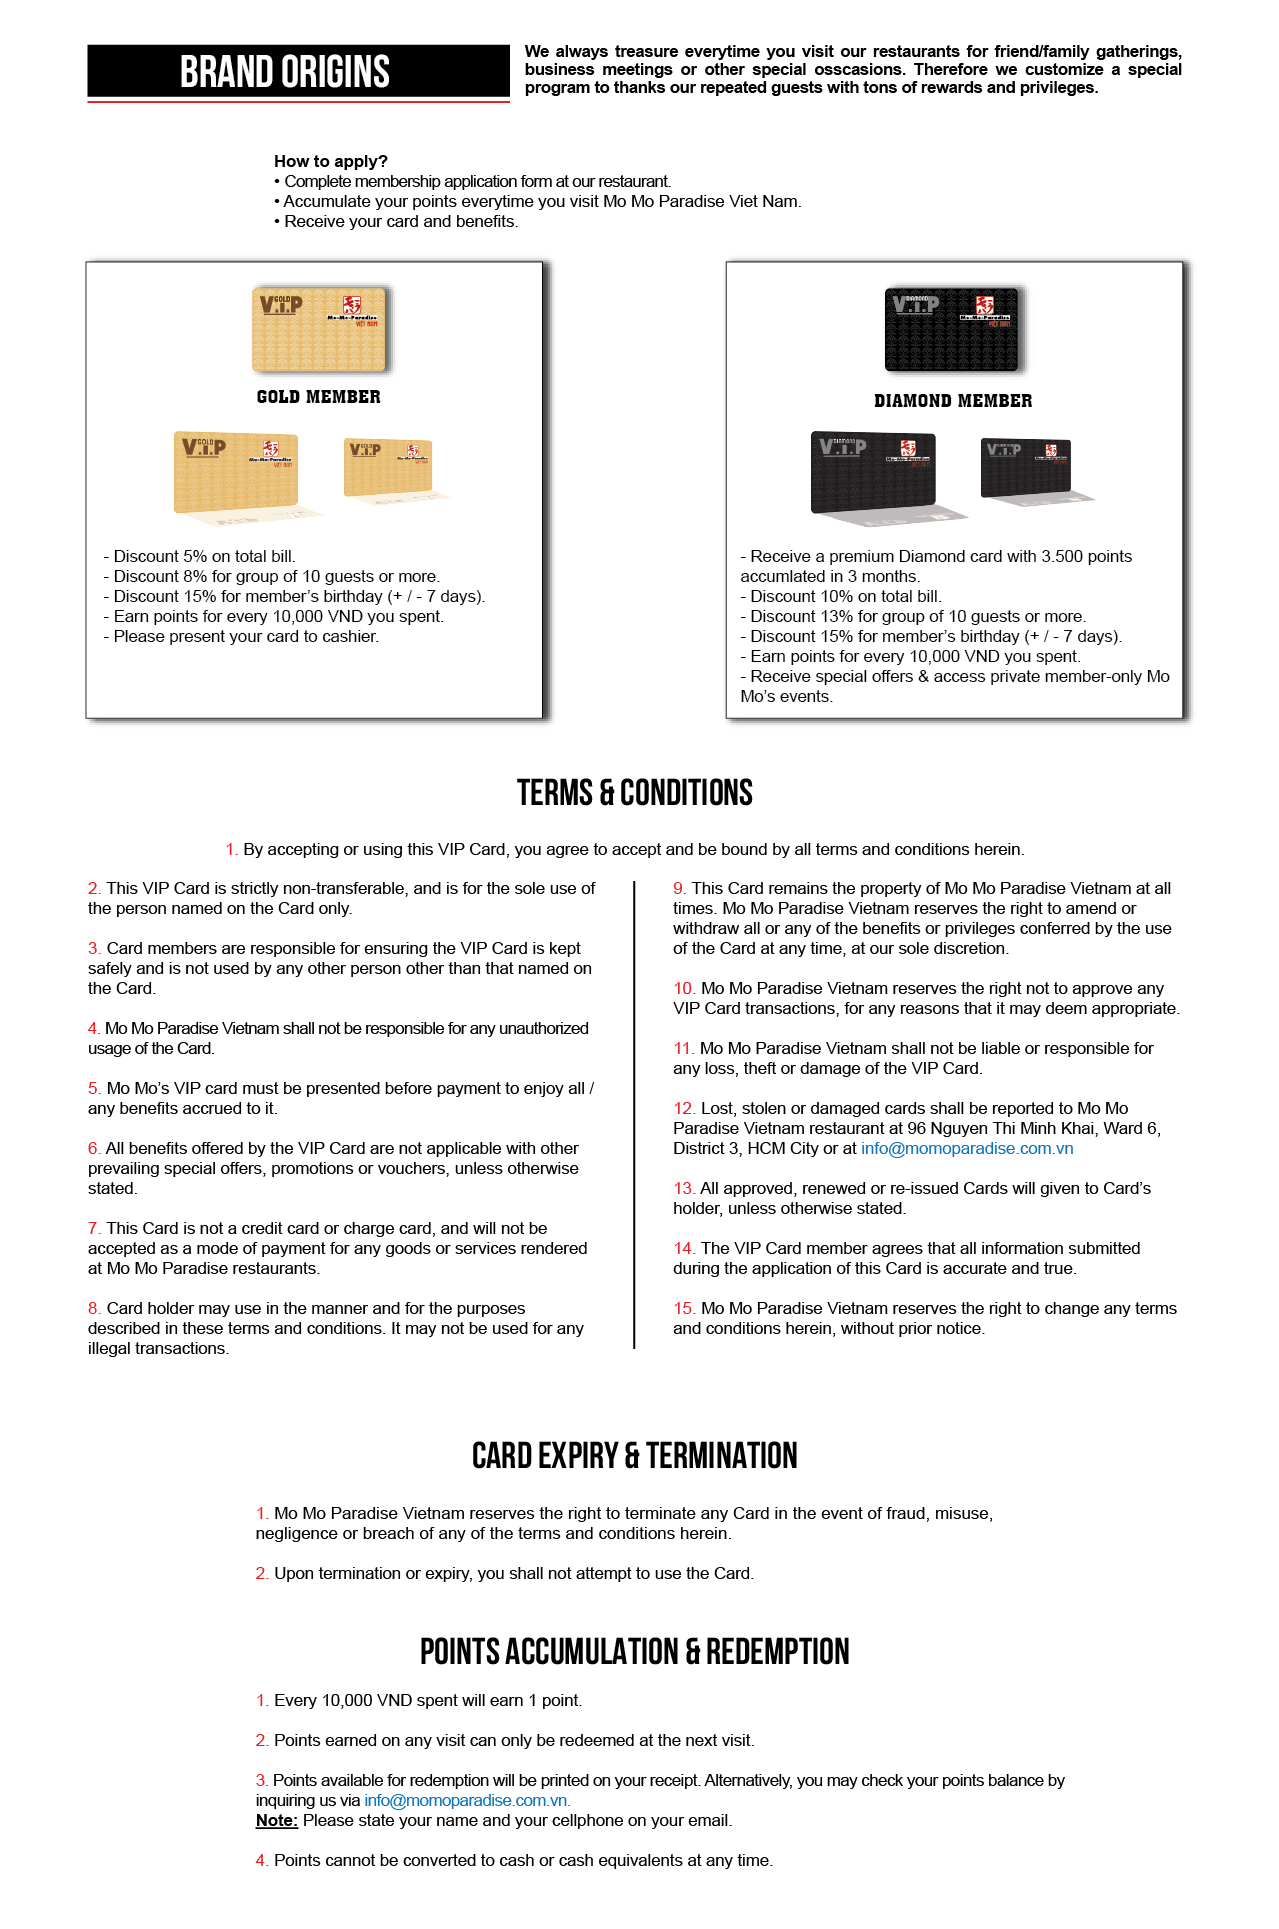 BRAND ORIGINS
We always treasure everytime you visit our restaurants for friend/family gatherings,
business meetings or other special osscasions. Therefore we customize a special
program to thanks our repeated guests with tons of rewards and privileges.
How to apply?
• Complete membership application form at our restaurant.
• Accumulate your points everytime you visit Mo Mo Paradise Viet Nam.
• Receive your card and benefits.
GOLD
V.i.P
Mo-Mo-Paradise
VIỆT NAM
GOLD MEMBER
GOLD
V.i.P
Mo-Mo-Paradise
VIỆT NAM
GOLD
V.i.P
Mo-Mo-Paradise
VIỆT NAM
- Discount 5% on total bill.
- Discount 8% for group of 10 guests or more.
- Discount 15% for member’s birthday (+ / - 7 days).
- Earn points for every 10,000 VND you spent.
- Please present your card to cashier.
DIAMOND
V.i.P
Mo-Mo-Paradise
VIỆT NAM
DIAMOND MEMBER
DIAMOND
V.i.P
Mo-Mo-Paradise
VIỆT NAM
DIAMOND
V.i.P
Mo-Mo-Paradise
- Receive a premium Diamond card with 3.500 points
accumlated in 3 months.
- Discount 10% on total bill.
- Discount 13% for group of 10 guests or more.
- Discount 15% for member’s birthday (+ / - 7 days).
- Earn points for every 10,000 VND you spent.
- Receive special offers & access private member-only Mo
Mo’s events.
TERMS & CONDITIONS
1. By accepting or using this VIP Card, you agree to accept and be bound by all terms and conditions herein.
2. This VIP Card is strictly non-transferable, and is for the sole use of
the person named on the Card only.
3. Card members are responsible for ensuring the VIP Card is kept
safely and is not used by any other person other than that named on
the Card.
4. Mo Mo Paradise Vietnam shall not be responsible for any unauthorized
usage of the Card.
5. Mo Mo’s VIP card must be presented before payment to enjoy all /
any benefits accrued to it.
6. All benefits offered by the VIP Card are not applicable with other
prevailing special offers, promotions or vouchers, unless otherwise
stated.
7. This Card is not a credit card or charge card, and will not be
accepted as a mode of payment for any goods or services rendered
at Mo Mo Paradise restaurants.
8. Card holder may use in the manner and for the purposes
described in these terms and conditions. It may not be used for any
illegal transactions.
9. This Card remains the property of Mo Mo Paradise Vietnam at all
times. Mo Mo Paradise Vietnam reserves the right to amend or
withdraw all or any of the benefits or privileges conferred by the use
of the Card at any time, at our sole discretion.
10. Mo Mo Paradise Vietnam reserves the right not to approve any
VIP Card transactions, for any reasons that it may deem appropriate.
11. Mo Mo Paradise Vietnam shall not be liable or responsible for
any loss, theft or damage of the VIP Card.
12. Lost, stolen or damaged cards shall be reported to Mo Mo
Paradise Vietnam restaurant at 96 Nguyen Thi Minh Khai, Ward 6,
District 3, HCM City or at info@momoparadise.com.vn
13. All approved, renewed or re-issued Cards will given to Card’s
holder, unless otherwise stated.
14. The VIP Card member agrees that all information submitted
during the application of this Card is accurate and true.
15. Mo Mo Paradise Vietnam reserves the right to change any terms
and conditions herein, without prior notice.
CARD EXPIRY & TERMINATION
1. Mo Mo Paradise Vietnam reserves the right to terminate any Card in the event of fraud, misuse,
negligence or breach of any of the terms and conditions herein.
2. Upon termination or expiry, you shall not attempt to use the Card.
POINTS ACCUMULATION & REDEMPTION
1. Every 10,000 VND spent will earn 1 point.
2. Points earned on any visit can only be redeemed at the next visit.
3. Points available for redemption will be printed on your receipt. Alternatively, you may check your points balance by
inquiring us via info@momoparadise.com.vn.
Note: Please state your name and your cellphone on your email.
4. Points cannot be converted to cash or cash equivalents at any time.